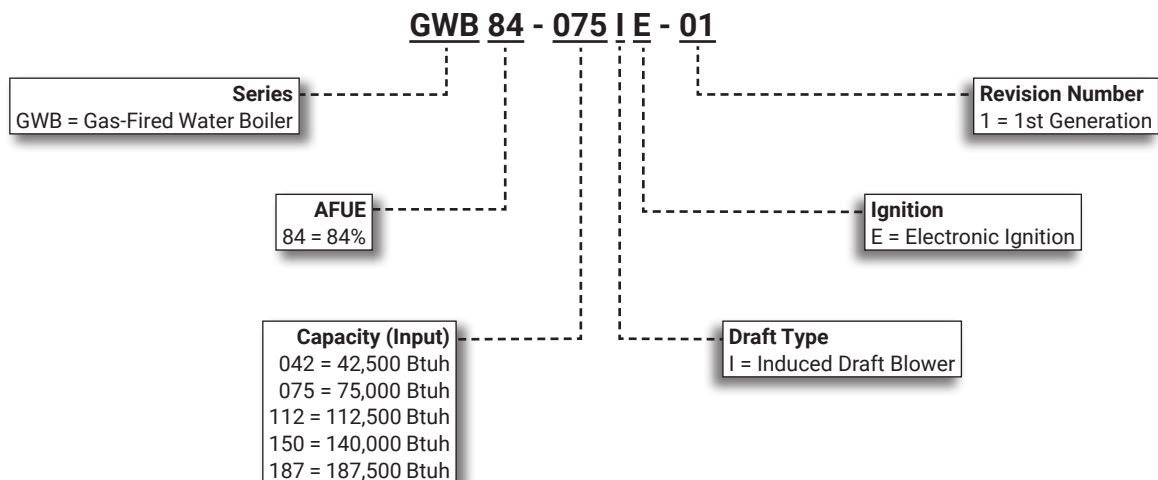 GWB 84 - 075 I E - 01
Series
GWB = Gas-Fired Water Boiler
Revision Number
1 = 1st Generation
AFUE
84 = 84%
Ignition
E = Electronic Ignition
Capacity (Input)
042 = 42,500 Btuh
075 = 75,000 Btuh
112 = 112,500 Btuh
150 = 140,000 Btuh
187 = 187,500 Btuh
Draft Type
I = Induced Draft Blower